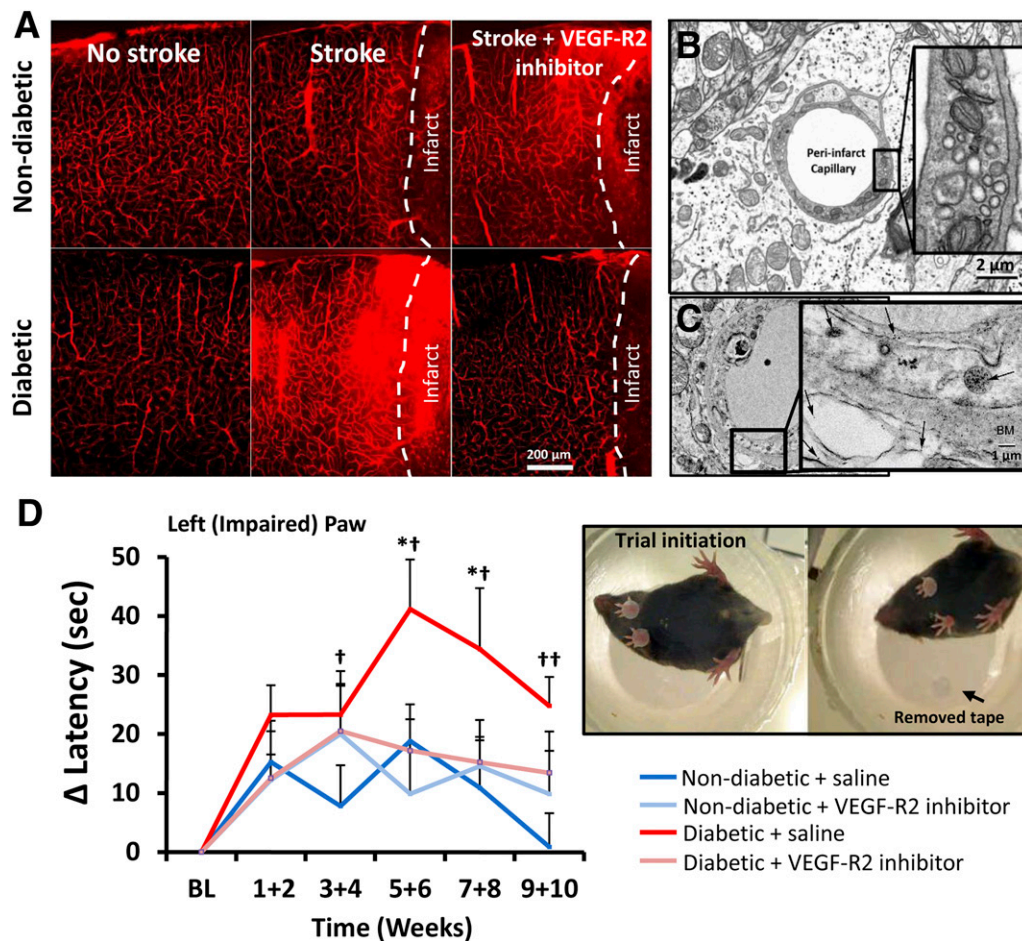 A
No stroke
Stroke
Stroke + VEGF-R2
inhibitor
Non-diabetic
Infarct
Infarct
Diabetic
Infarct
Infarct
200 μm
B
Peri-infarct
Capillary
2 μm
C
BM
1 μm
D
Left (Impaired) Paw
Δ Latency (sec)
50
40
30
20
10
0
*†
*†
†
††
BL
1+2
3+4
5+6
7+8
9+10
Time (Weeks)
Trial initiation
Removed tape
Non-diabetic + saline
Non-diabetic + VEGF-R2 inhibitor
Diabetic + saline
Diabetic + VEGF-R2 inhibitor